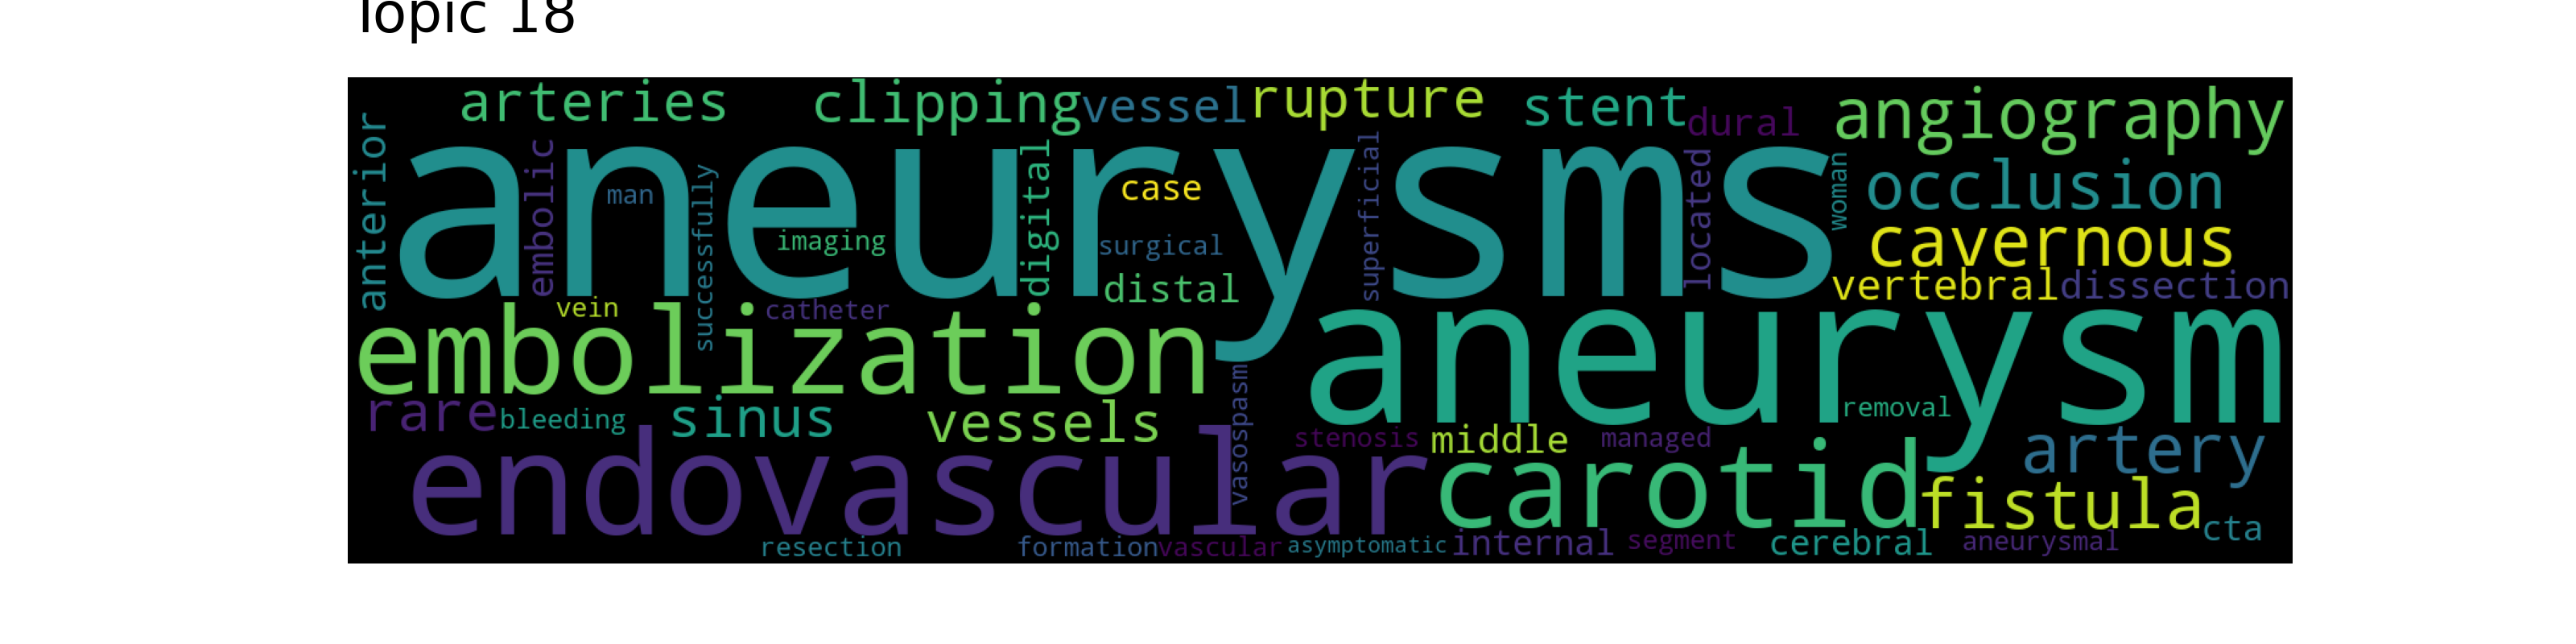 Topic 18
arteries clipping vessel rupture stent dural angiography
anterior embolic man successfully aneurysms digital case superficial located woman occlusion
imaging surgical cavernous
distal vertebral dissection
vein catheter
embolization aneurysm
rare bleeding sinus vessels vasospasm removal
stenosis middle managed artery
endovascular carotid fistula
cta
resection formation vascular asymptomatic internal segment cerebral aneurysmal